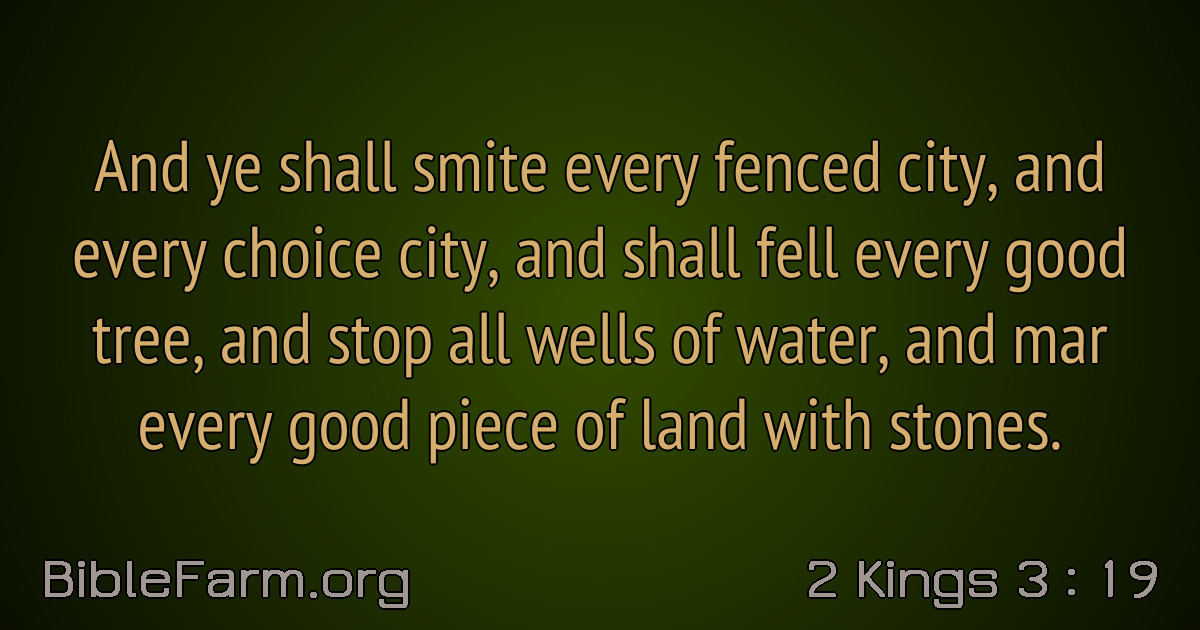 And ye shall smite every fenced city, and
every choice city, and shall fell every good
tree, and stop all wells of water, and mar
every good piece of land with stones.
BibleFarm.org
2 Kings 3 : 19